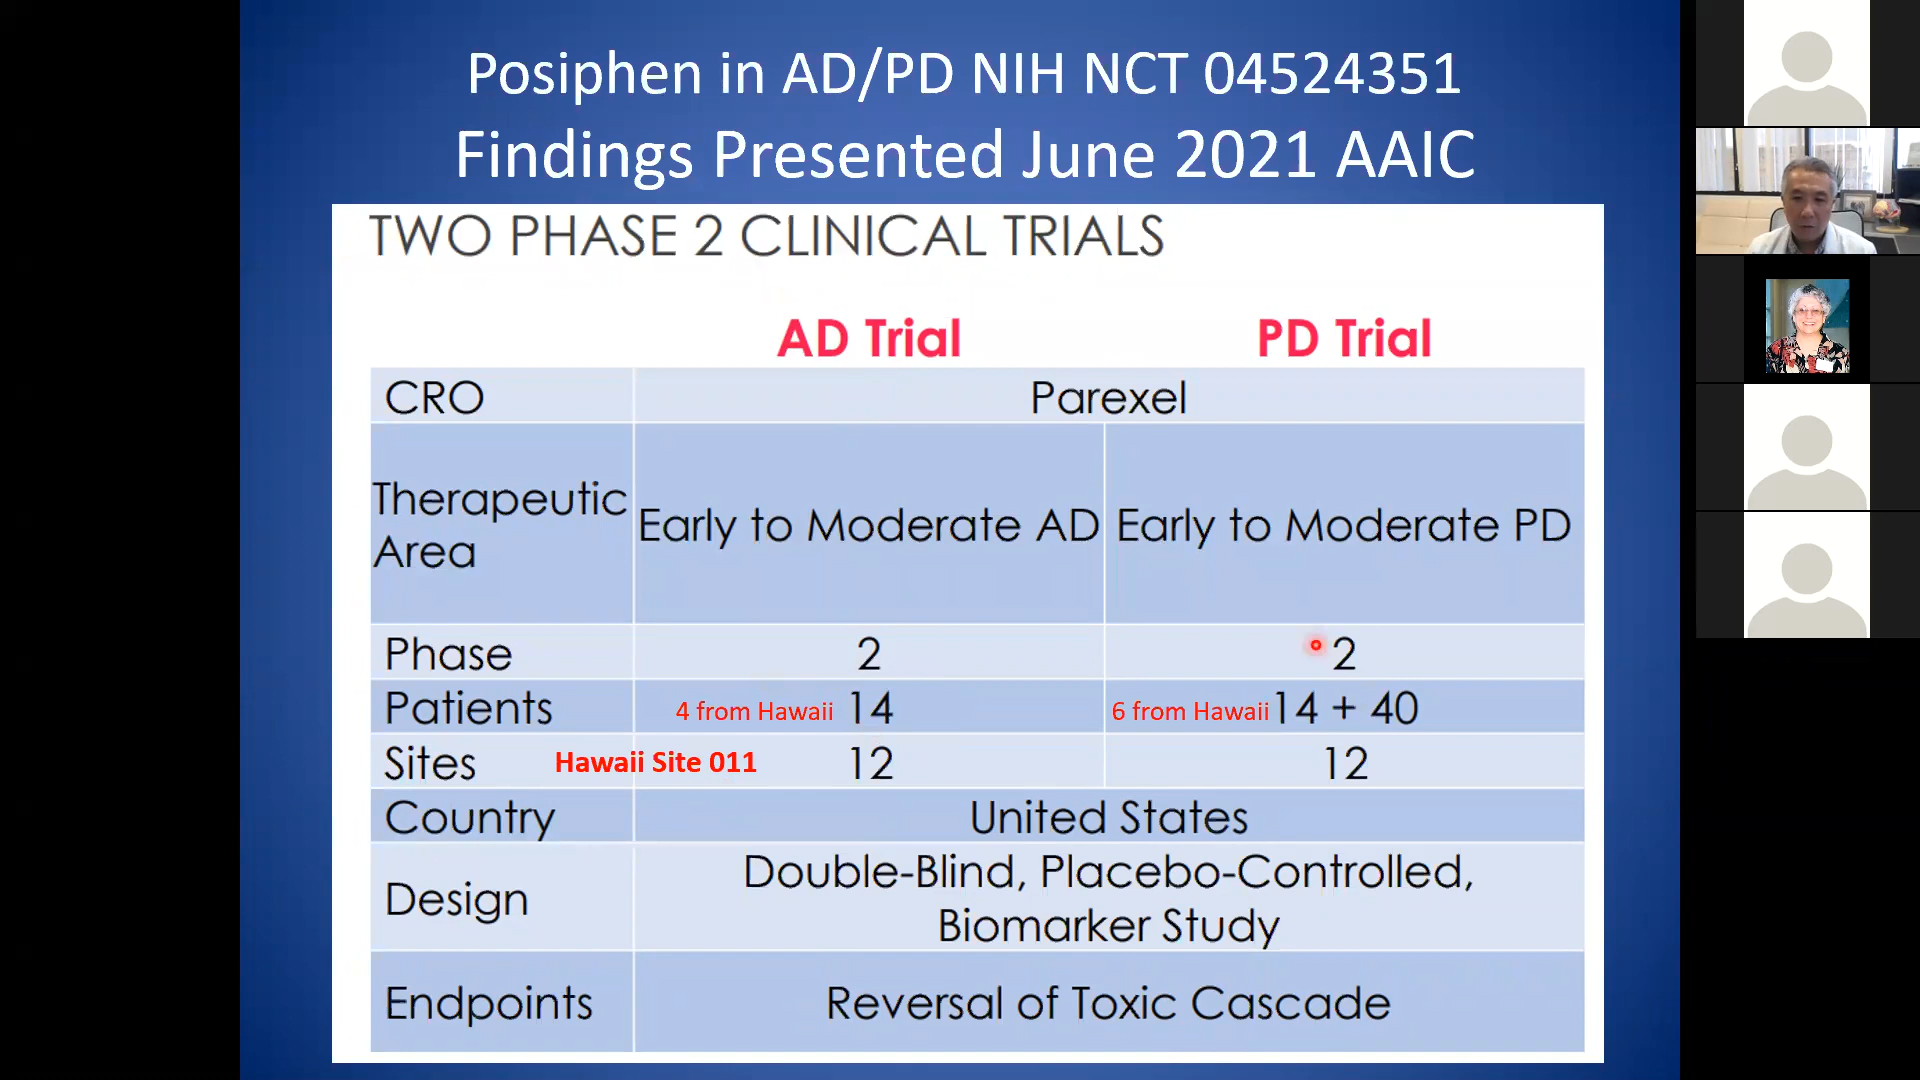 Posiphen in AD/PD NIH NCT 04524351
Findings Presented June 2021 AAIC
TWO PHASE 2 CLINICAL TRIALS
AD Trial PD Trial
CRO Parexel
Therapeutic
Area
Early to Moderate AD Early to Moderate PD
Phase 2 2
Patients 4 from Hawaii 14 6 from Hawaii 14 + 40
Sites Hawaii Site 011 12 12
Country United States
Design
Double-Blind, Placebo-Controlled,
Biomarker Study
Endpoints Reversal of Toxic Cascade